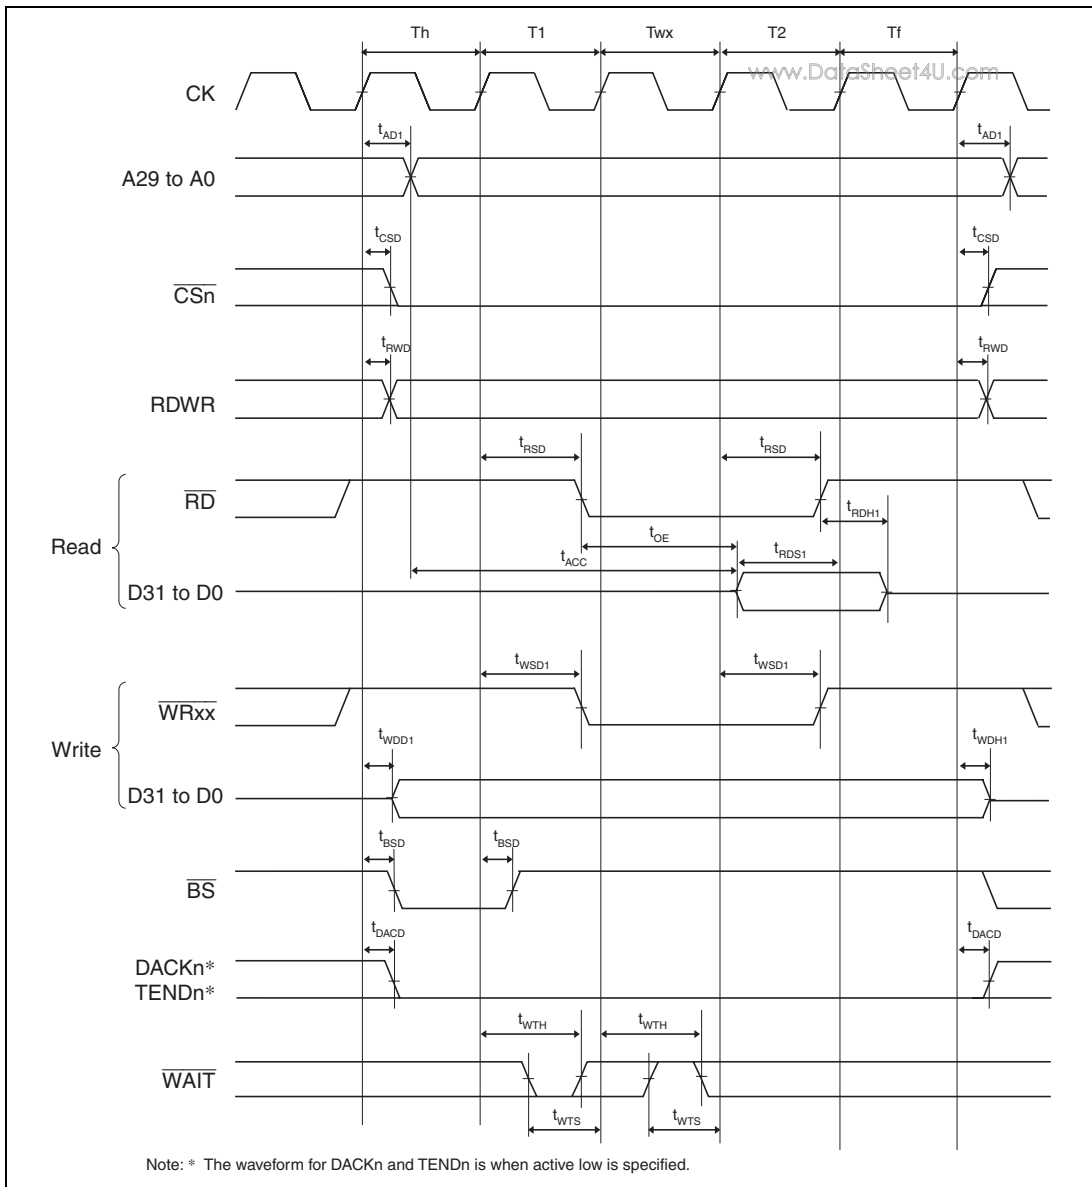 Th T1 Twx T2 Tf
www.DataSheet4U.com
CK
tAD1 tAD1
A29 to A0
tCSD tCSD
CSn
tRWD tRWD
RDWR
tRSD tRSD
RD
tRDH1
Read
tOE
tACC tRDS1
D31 to D0
tWSD1 tWSD1
WRxx
Write
tWDD1 tWDH1
D31 to D0
tBSD tBSD
BS
tDACD tDACD
DACKn*
TENDn*
tWTH tWTH
WAIT
tWTS tWTS
Note: * The waveform for DACKn and TENDn is when active low is specified.